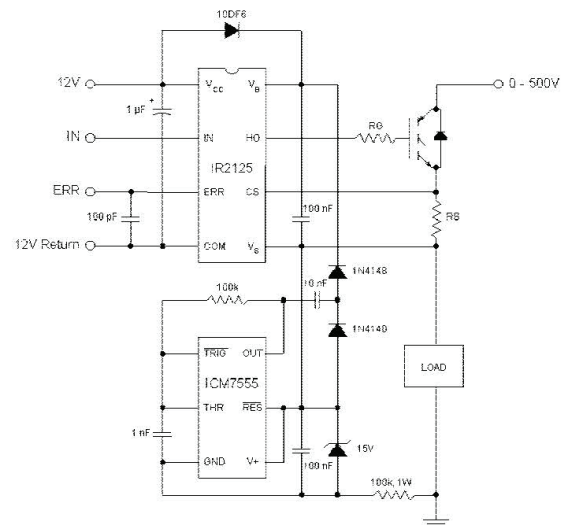 10DF6
12V
VCC
VB
0 - 500V
1 µF
+
IN
IN
HO
RG
IR2125
ERR
ERR
CS
100 pF
100 nF
RS
12V Return
COM
VS
1N4148
100k
10 nF
1N4148
TRIG
OUT
ICM7555
LOAD
THR
RES
1 nF
GND
V+
100 nF
15V
100k, 1W